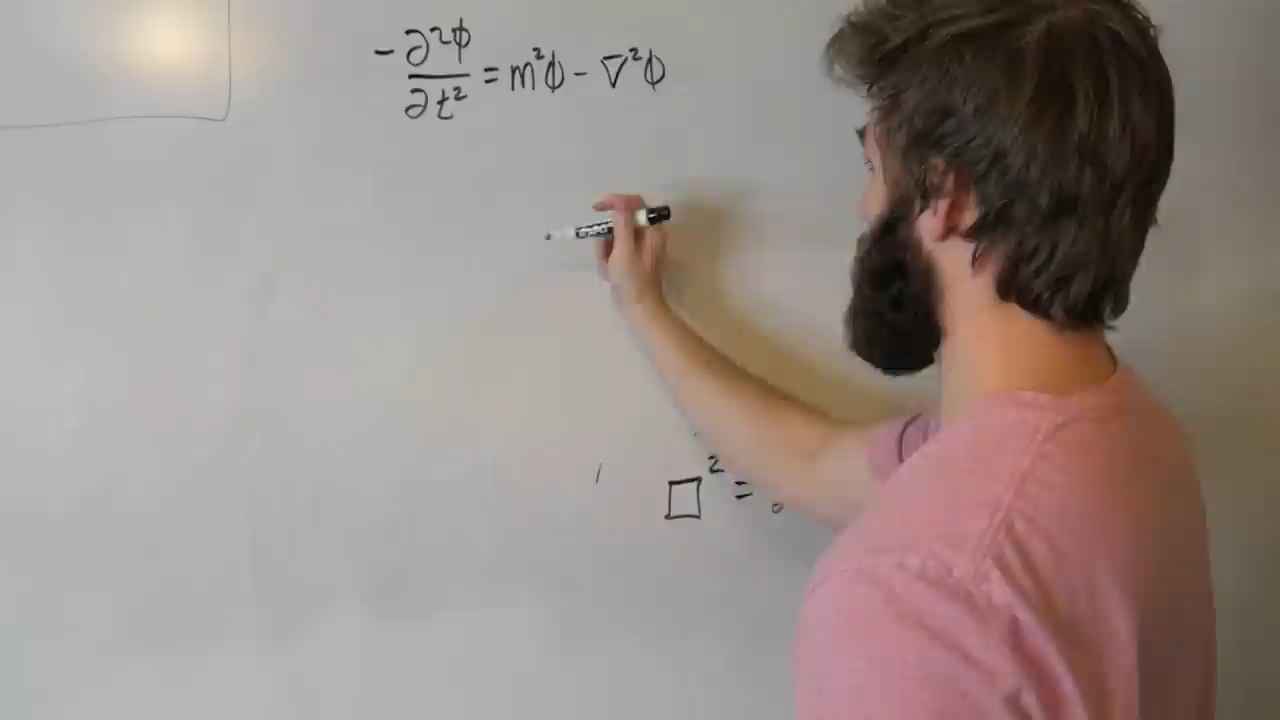 -∂²ϕ/∂t² = m²ϕ - ∇²ϕ
□² =